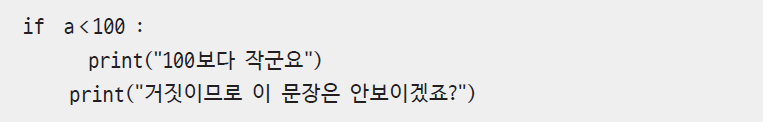 if a<100 :
print("100보다 작군요")
print("거짓이므로 이 문장은 안보이겠죠?")